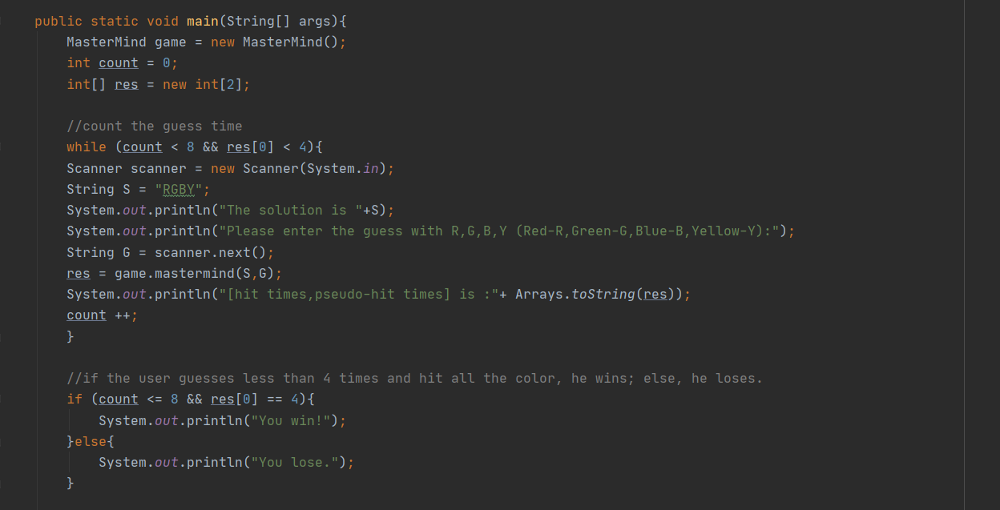 public static void main(String[] args){
MasterMind game = new MasterMind();
int count = 0;
int[] res = new int[2];
//count the guess time
while (count < 8 && res[0] < 4){
Scanner scanner = new Scanner(System.in);
String S = "RGBY";
System.out.println("The solution is "+S);
System.out.println("Please enter the guess with R,G,B,Y (Red-R,Green-G,Blue-B,Yellow-Y):");
String G = scanner.next();
res = game.mastermind(S,G);
System.out.println("[hit times,pseudo-hit times] is :"+ Arrays.toString(res));
count ++;
}
//if the user guesses less than 4 times and hit all the color, he wins; else, he loses.
if (count <= 8 && res[0] == 4){
System.out.println("You win!");
}else{
System.out.println("You lose.");
}